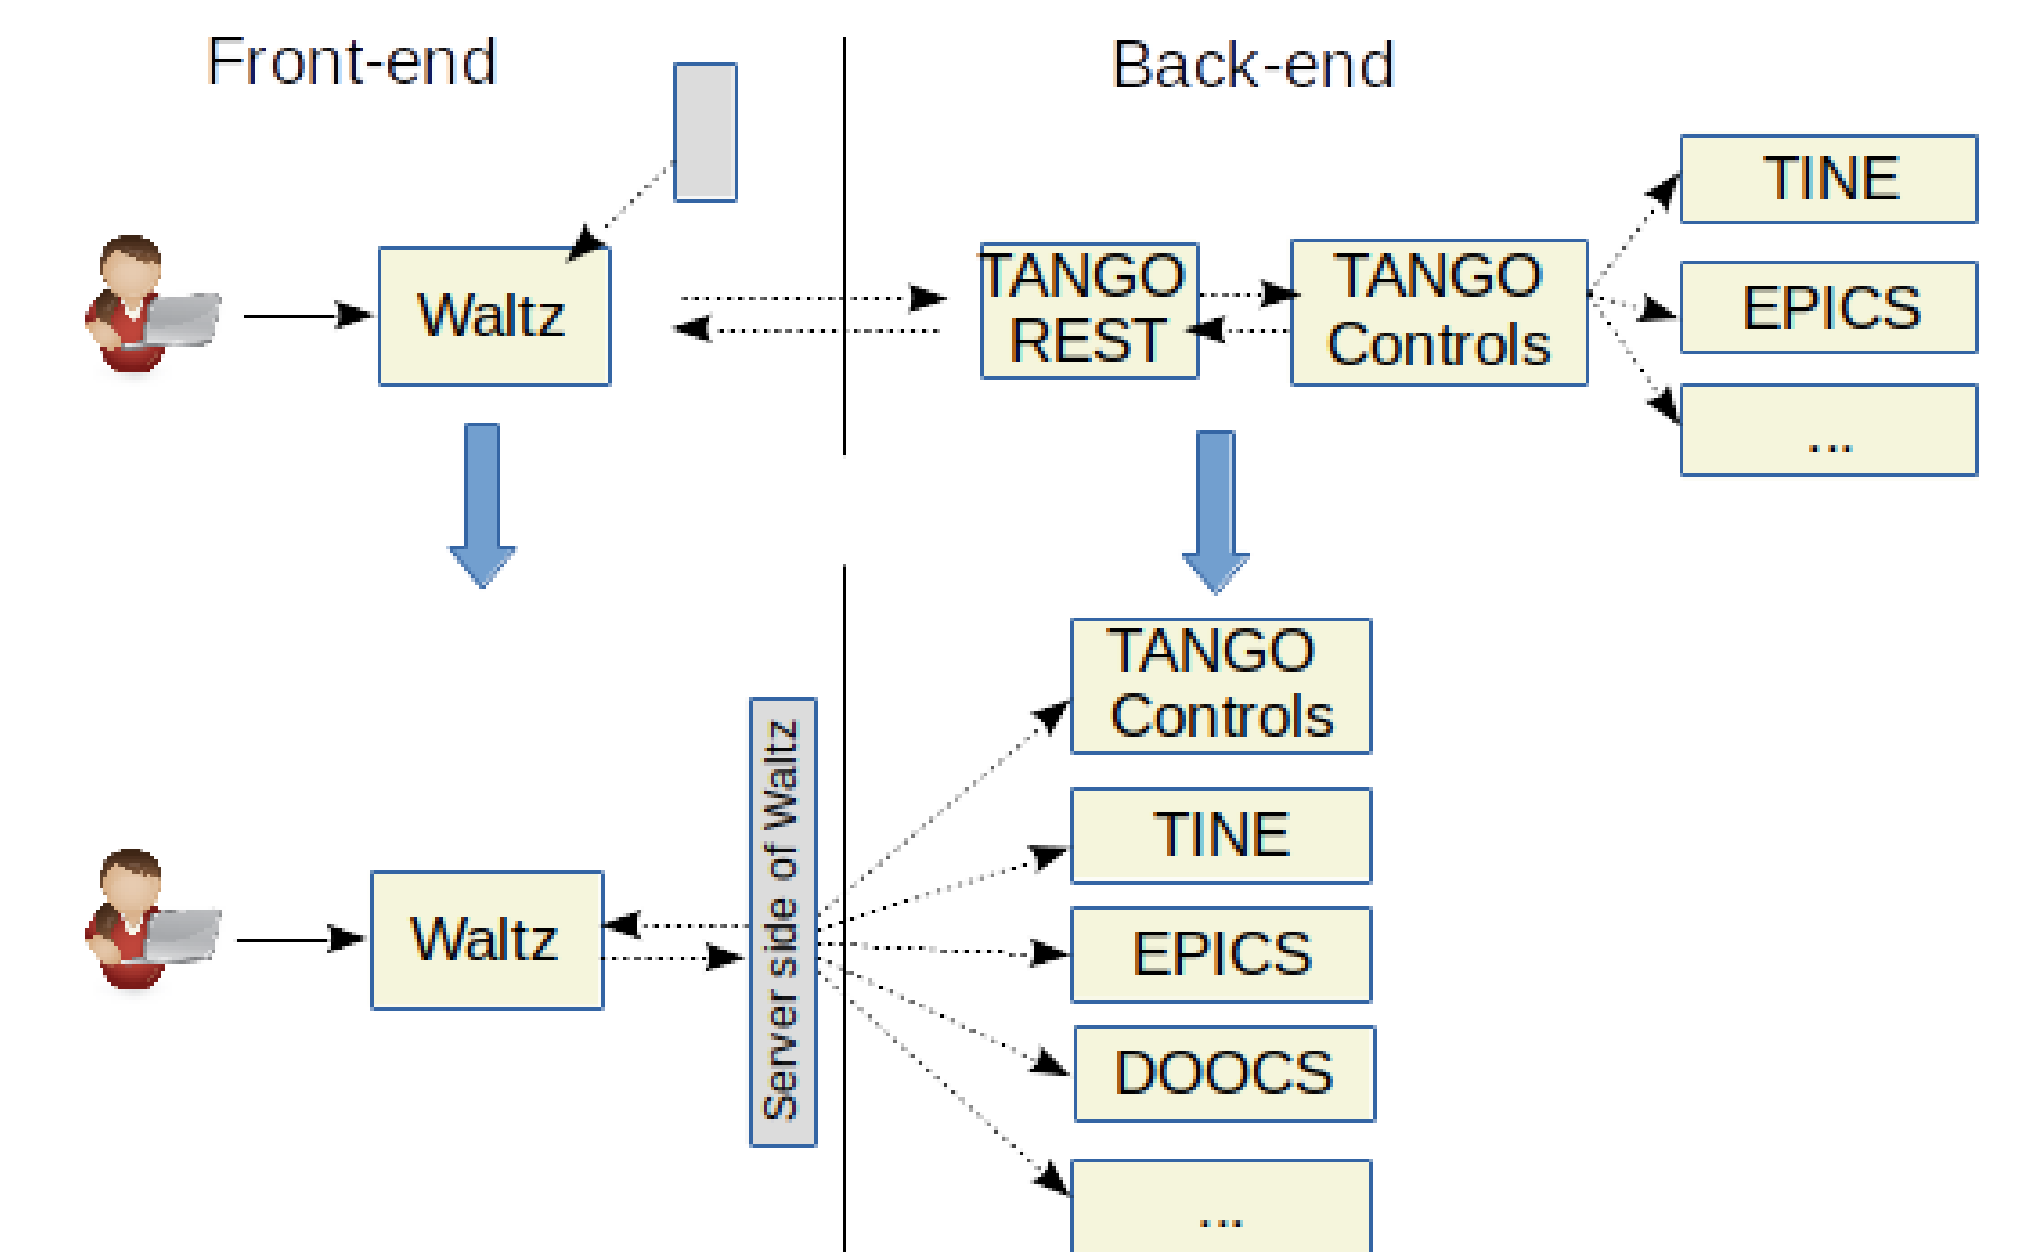 Front-end
Back-end
TINE
Waltz
TANGO
REST
TANGO
Controls
EPICS
...
TANGO
Controls
TINE
Server side of Waltz
Waltz
EPICS
DOOCS
...